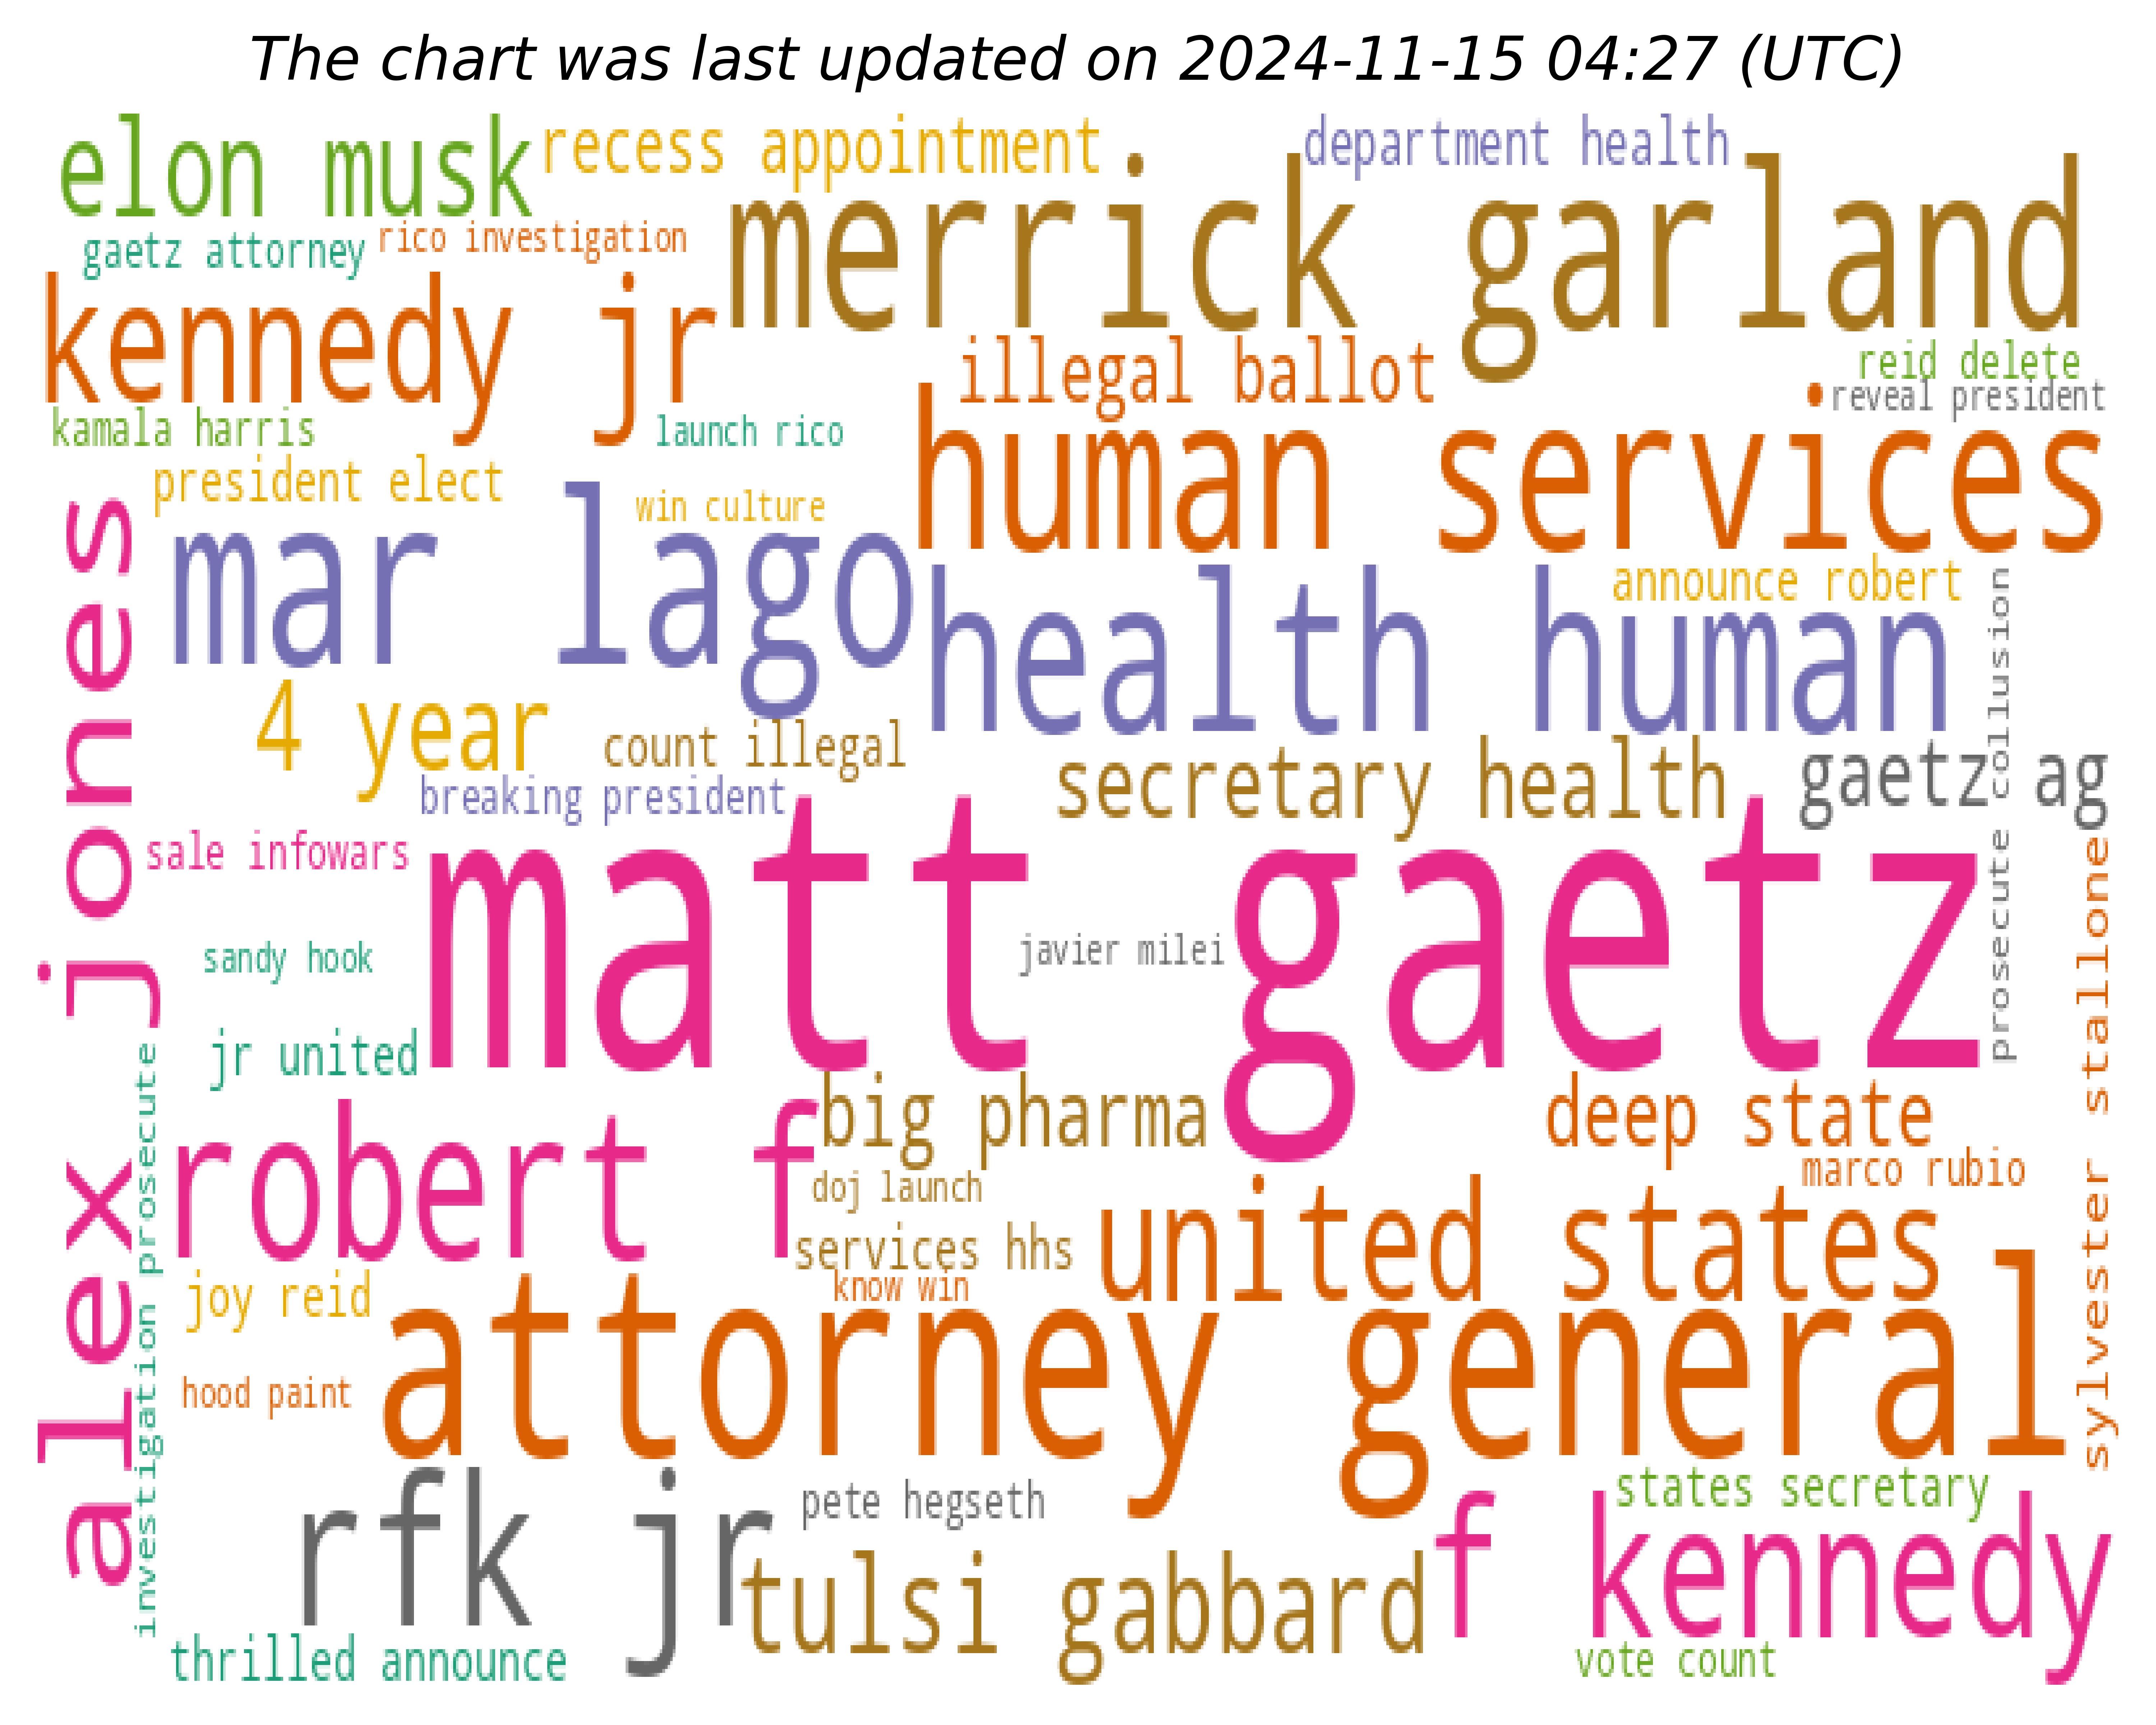 The chart was last updated on 2024-11-15 04:27 (UTC)
elon musk
recess appointment
department health
merrick garland
gaetz attorney
rico investigation
kennedy jr
illegal ballot
reid delete
reveal president
kamala harris
launch rico
human services
president elect
win culture
mar lago
alex jones
health human
announce robert
prosecute collusion
4 year
count illegal
breaking president
secretary health
gaetz ag
sale infowars
matt gaetz
sandy hook
javier milei
sylvester stallone
jr united
investigation prosecute
robert f
big pharma
deep state
doj launch
marco rubio
services hhs
united states
know win
joy reid
attorney general
hood paint
rfk jr
pete hegseth
states secretary
f kennedy
tulsi gabbard
thrilled announce
vote count